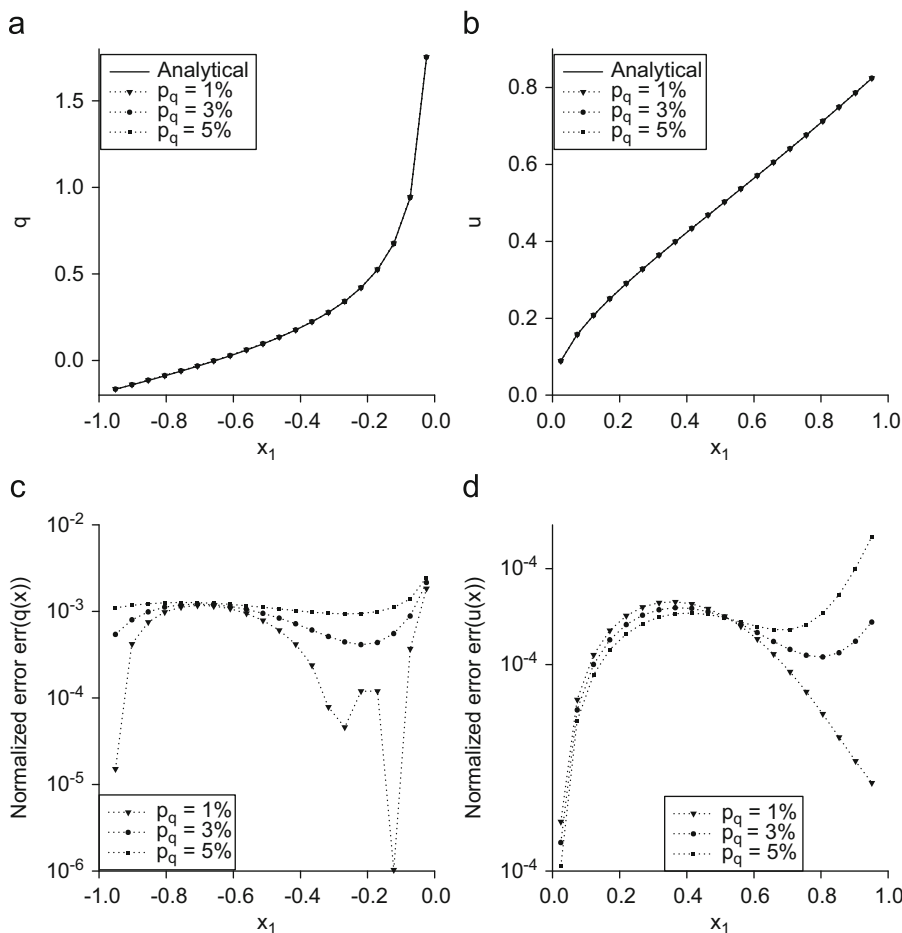 a
Analytical
p_q = 1%
p_q = 3%
p_q = 5%
1.5
1.0
0.5
0.0
q
-1.0 -0.8 -0.6 -0.4 -0.2 0.0
x_1
b
Analytical
p_q = 1%
p_q = 3%
p_q = 5%
0.8
0.6
0.4
0.2
0.0
u
0.0 0.2 0.4 0.6 0.8 1.0
x_1
c
10^-2
10^-3
10^-4
10^-5
10^-6
Normalized error err(q(x))
p_q = 1%
p_q = 3%
p_q = 5%
-1.0 -0.8 -0.6 -0.4 -0.2 0.0
x_1
d
10^-4
10^-4
10^-4
Normalized error err(u(x))
p_q = 1%
p_q = 3%
p_q = 5%
0.0 0.2 0.4 0.6 0.8 1.0
x_1